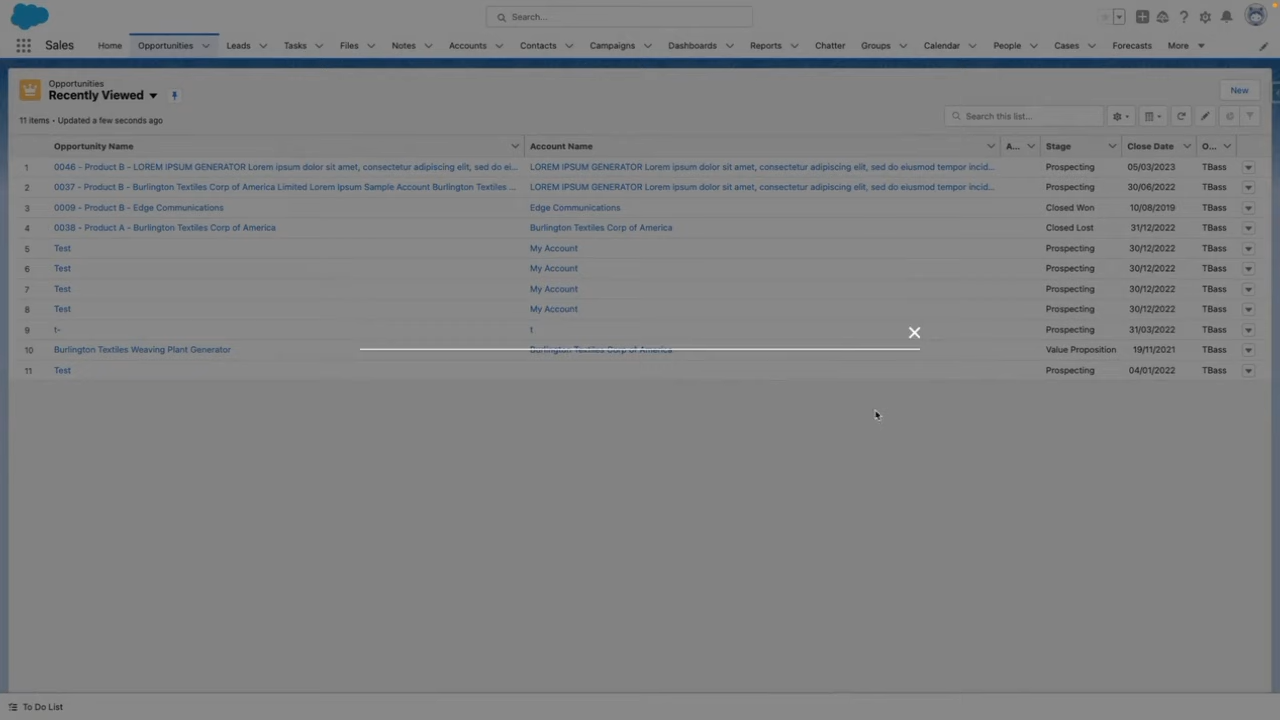 Search...
Sales
Home
Opportunities
Leads
Tasks
Files
Notes
Accounts
Contacts
Campaigns
Dashboards
Reports
Chatter
Groups
Calendar
People
Cases
Forecasts
More
Opportunities
Recently Viewed
New
11 items • Updated a few seconds ago
Search this list...
Opportunity Name Account Name A... Stage Close Date O...
1 0046 - Product B - LOREM IPSUM GENERATOR Lorem ipsum dolor sit amet, consectetur adipiscing elit, sed do ei... LOREM IPSUM GENERATOR Lorem ipsum dolor sit amet, consectetur adipiscing elit, sed do eiusmod tempor incid... Prospecting 05/03/2023 TBass
2 0037 - Product B - Burlington Textiles Corp of America Limited Lorem Ipsum Sample Account Burlington Textiles ... LOREM IPSUM GENERATOR Lorem ipsum dolor sit amet, consectetur adipiscing elit, sed do eiusmod tempor incid... Prospecting 30/06/2022 TBass
3 0009 - Product B - Edge Communications Edge Communications Closed Won 10/08/2019 TBass
4 0038 - Product A - Burlington Textiles Corp of America Burlington Textiles Corp of America Closed Lost 31/12/2022 TBass
5 Test My Account Prospecting 30/12/2022 TBass
6 Test My Account Prospecting 30/12/2022 TBass
7 Test My Account Prospecting 30/12/2022 TBass
8 Test My Account Prospecting 30/12/2022 TBass
9 t- t Prospecting 31/03/2022 TBass
10 Burlington Textiles Weaving Plant Generator Burlington Textiles Corp of America Value Proposition 19/11/2021 TBass
11 Test Prospecting 04/01/2022 TBass
To Do List